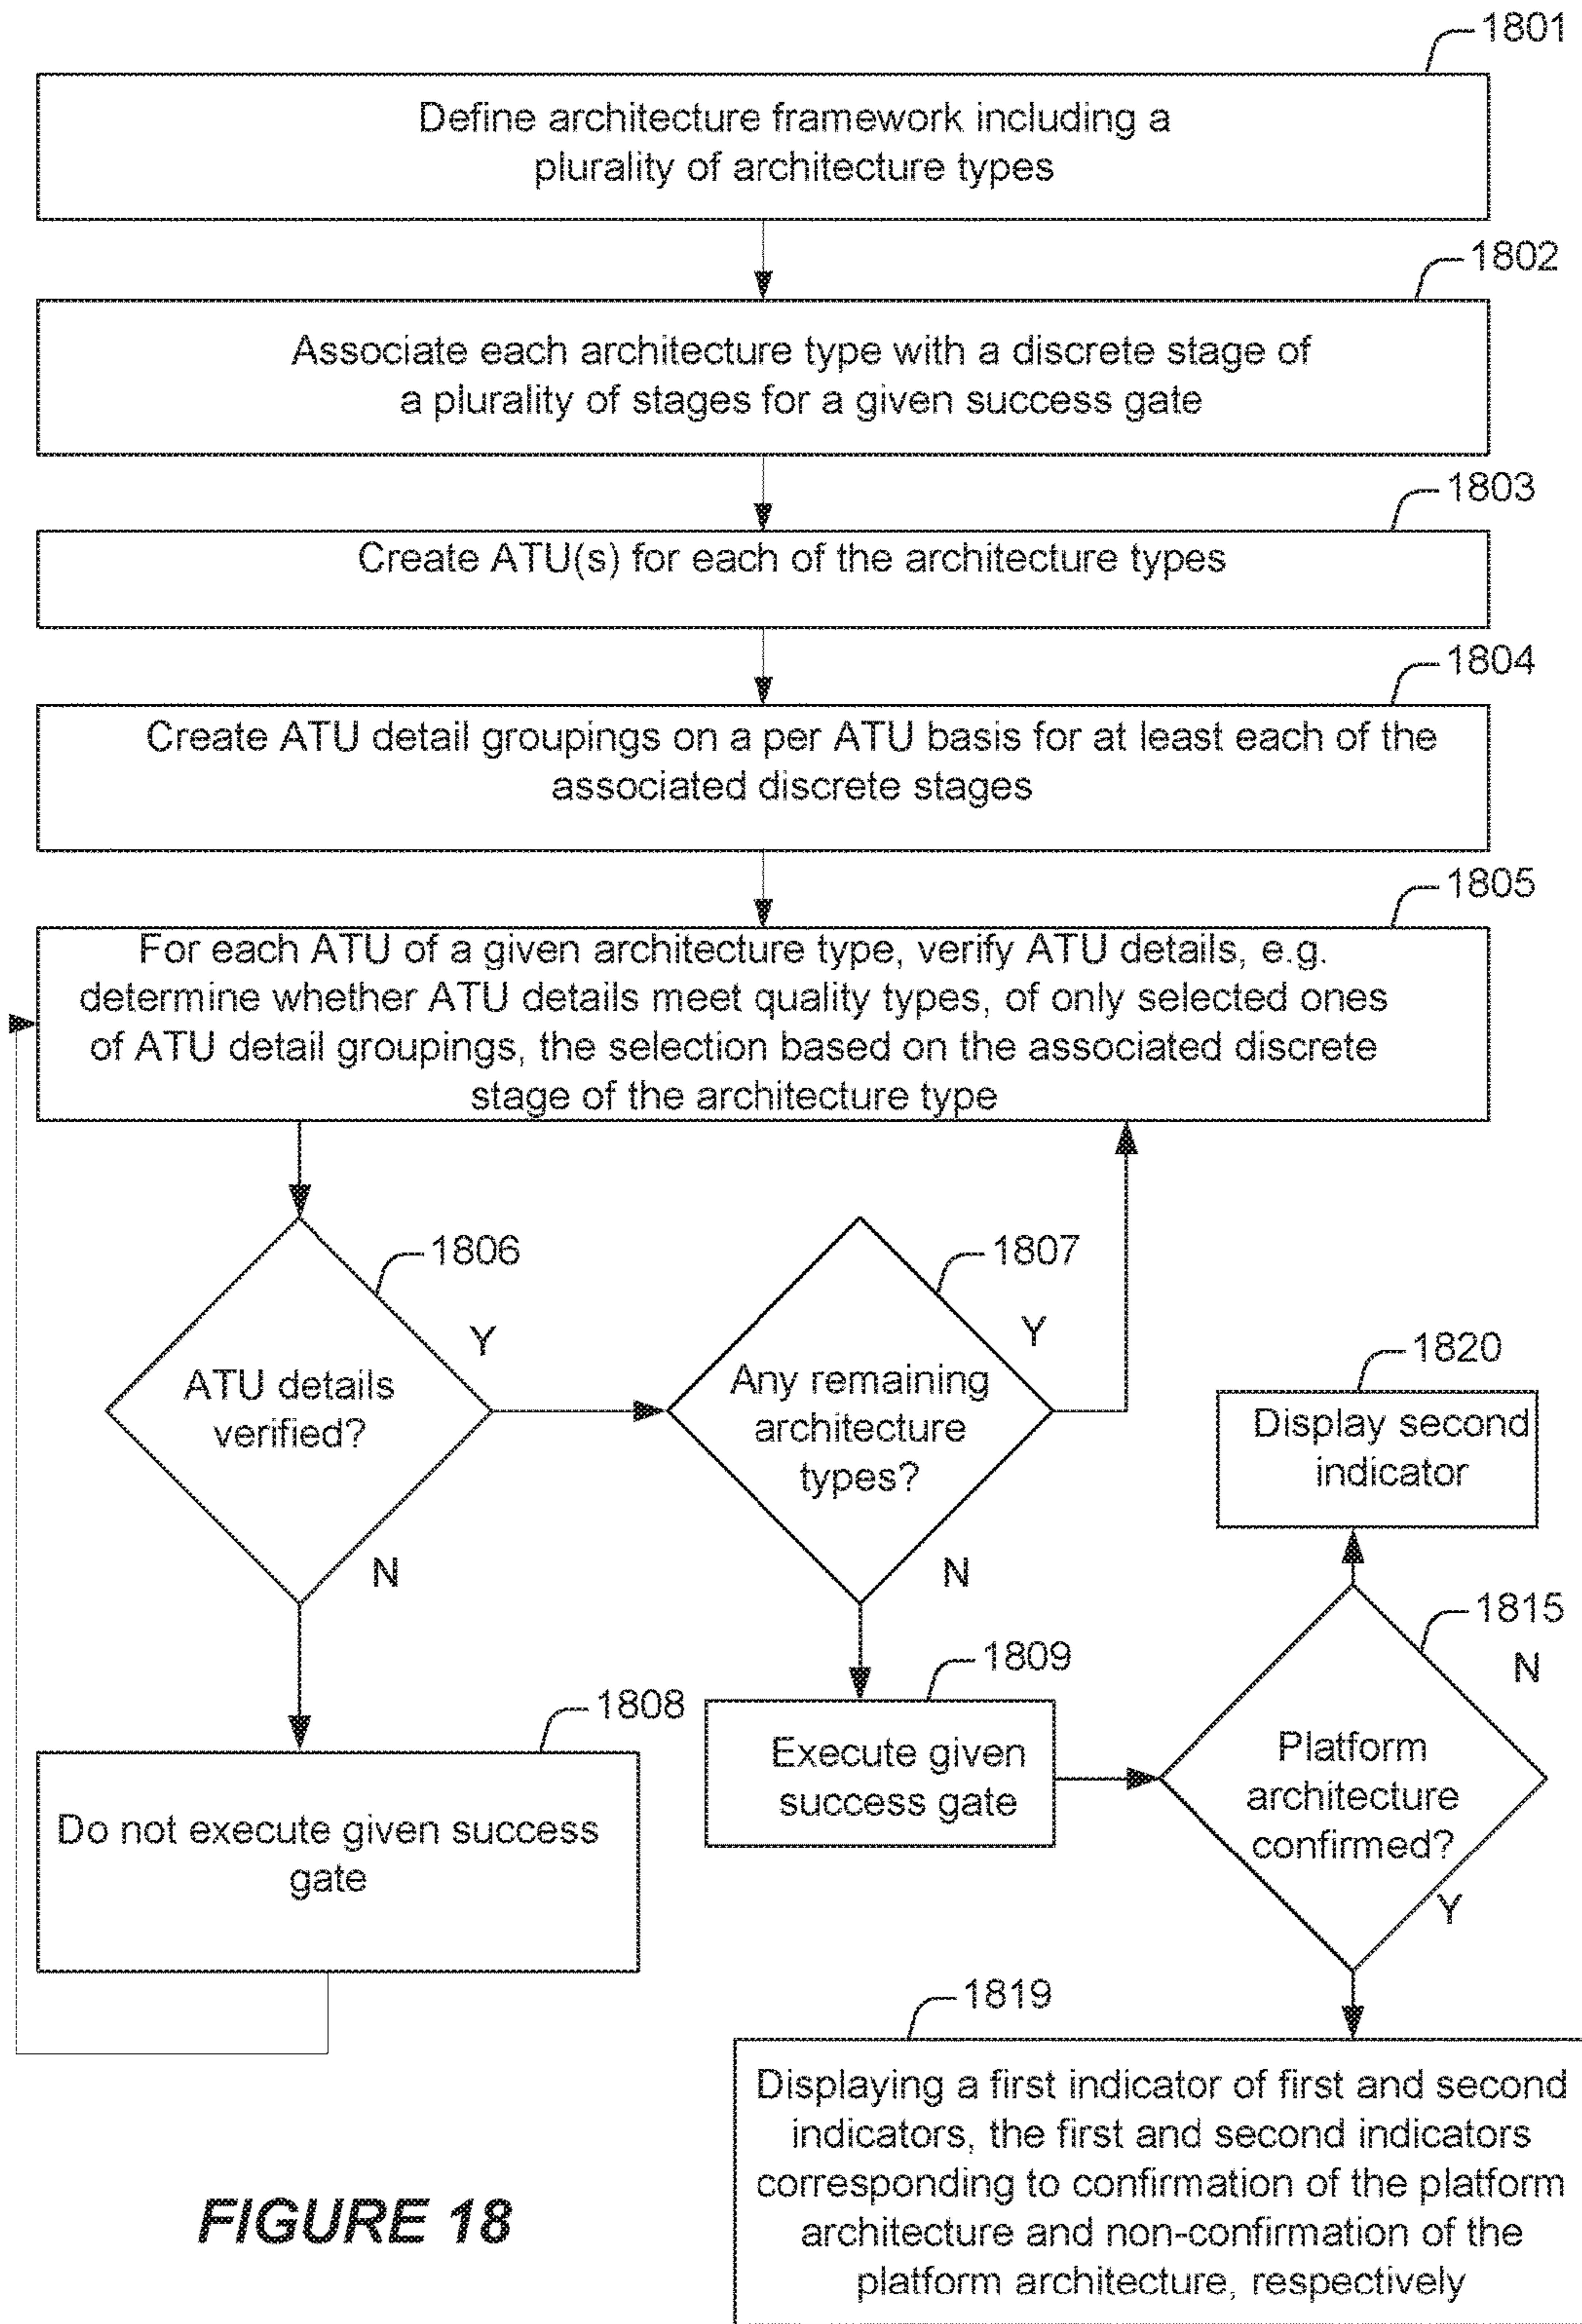 1801
Define architecture framework including a
plurality of architecture types
1802
Associate each architecture type with a discrete stage of
a plurality of stages for a given success gate
1803
Create ATU(s) for each of the architecture types
1804
Create ATU detail groupings on a per ATU basis for at least each of the
associated discrete stages
1805
For each ATU of a given architecture type, verify ATU details, e.g.
determine whether ATU details meet quality types, of only selected ones
of ATU detail groupings, the selection based on the associated discrete
stage of the architecture type
1806
Y
ATU details
verified?
N
1807
Y
Any remaining
architecture
types?
N
1808
Do not execute given success
gate
1809
Execute given
success gate
1820
Display second
indicator
1815
N
Platform
architecture
confirmed?
Y
1819
Displaying a first indicator of first and second
indicators, the first and second indicators
corresponding to confirmation of the platform
architecture and non-confirmation of the
platform architecture, respectively
FIGURE 18